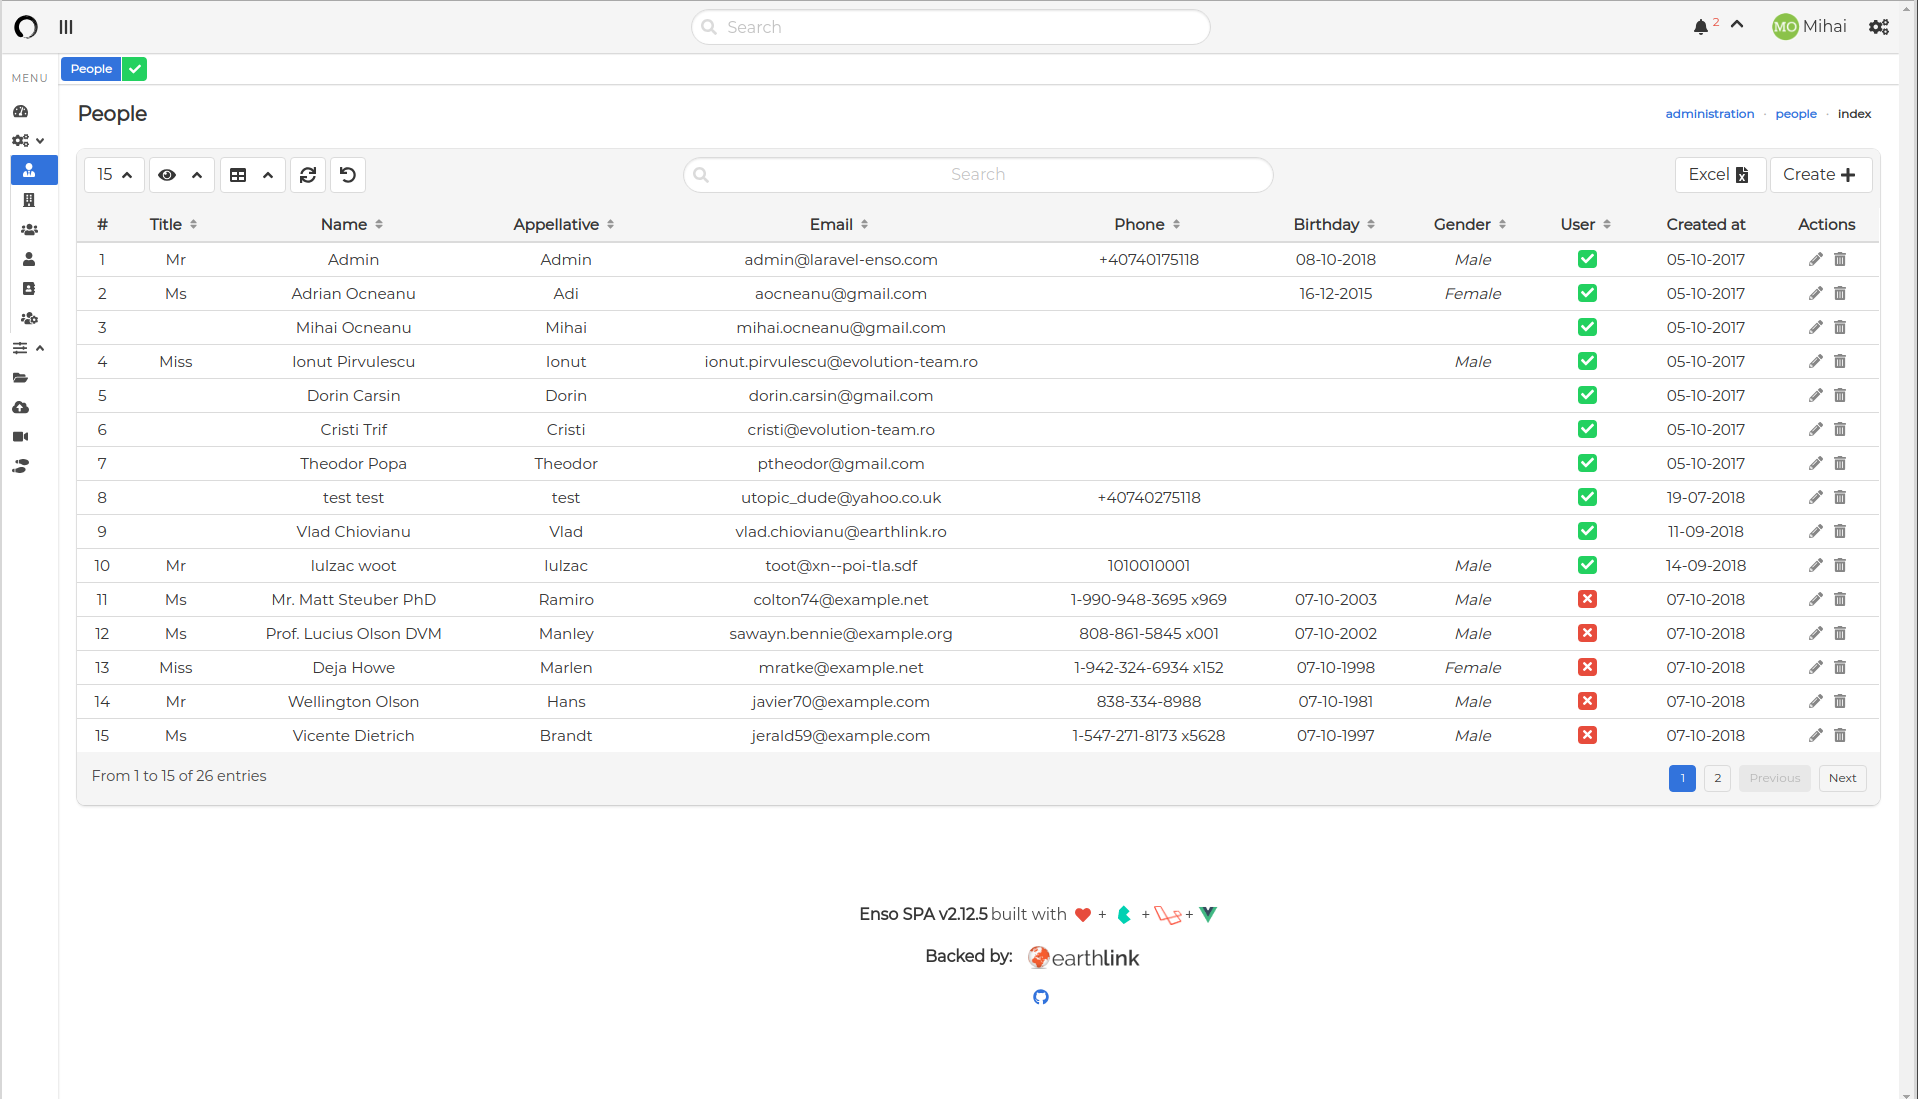 Search
2
MO Mihai
MENU
People
People
administration · people · index
15
Search
Excel
Create
# Title Name Appellative Email Phone Birthday Gender User Created at Actions
1 Mr Admin Admin admin@laravel-enso.com +40740175118 08-10-2018 Male 05-10-2017
2 Ms Adrian Ocneanu Adi aocneanu@gmail.com 16-12-2015 Female 05-10-2017
3 Mihai Ocneanu Mihai mihai.ocneanu@gmail.com 05-10-2017
4 Miss Ionut Pirvulescu Ionut ionut.pirvulescu@evolution-team.ro Male 05-10-2017
5 Dorin Carsin Dorin dorin.carsin@gmail.com 05-10-2017
6 Cristi Trif Cristi cristi@evolution-team.ro 05-10-2017
7 Theodor Popa Theodor ptheodor@gmail.com 05-10-2017
8 test test test utopic_dude@yahoo.co.uk +40740275118 19-07-2018
9 Vlad Chiovianu Vlad vlad.chiovianu@earthlink.ro 11-09-2018
10 Mr Iulzac woot Iulzac toot@xn--poi-tla.sdf 1010010001 Male 14-09-2018
11 Ms Mr. Matt Steuber PhD Ramiro colton74@example.net 1-990-948-3695 x969 07-10-2003 Male 07-10-2018
12 Ms Prof. Lucius Olson DVM Manley sawayn.bennie@example.org 808-861-5845 x001 07-10-2002 Male 07-10-2018
13 Miss Deja Howe Marlen mratke@example.net 1-942-324-6934 x152 07-10-1998 Female 07-10-2018
14 Mr Wellington Olson Hans javier70@example.com 838-334-8988 07-10-1981 Male 07-10-2018
15 Ms Vicente Dietrich Brandt jerald59@example.com 1-547-271-8173 x5628 07-10-1997 Male 07-10-2018
From 1 to 15 of 26 entries
1 2 Previous Next
Enso SPA v2.12.5 built with + + +
Backed by: earthlink